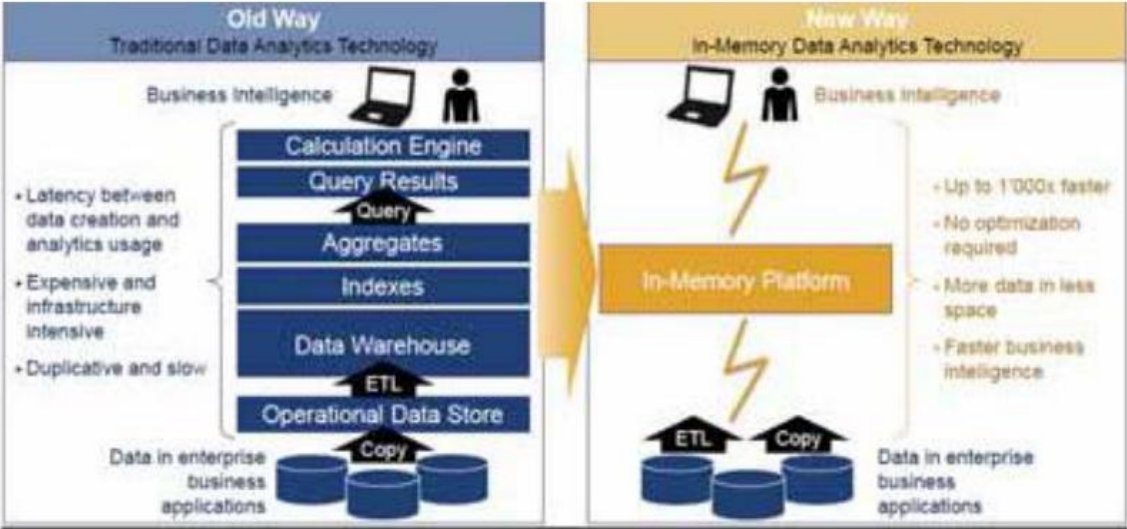 Old Way
Traditional Data Analytics Technology
Business Intelligence
Calculation Engine
Query Results
Query
Aggregates
Indexes
Data Warehouse
ETL
Operational Data Store
Copy
• Latency between
data creation and
analytics usage
• Expensive and
infrastructure
intensive
• Duplicative and slow
Data in enterprise
business
applications
New Way
In-Memory Data Analytics Technology
Business Intelligence
In-Memory Platform
• Up to 1'000x faster
• No optimization
required
• More data in less
space
• Faster business
intelligence
ETL
Copy
Data in enterprise
business
applications